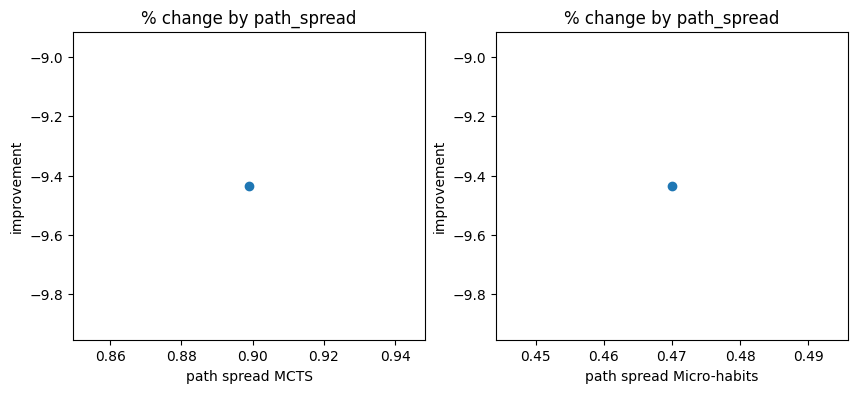 % change by path_spread
improvement
−9.0
−9.2
−9.4
−9.6
−9.8
0.86 0.88 0.90 0.92 0.94
path spread MCTS
% change by path_spread
improvement
−9.0
−9.2
−9.4
−9.6
−9.8
0.45 0.46 0.47 0.48 0.49
path spread Micro-habits